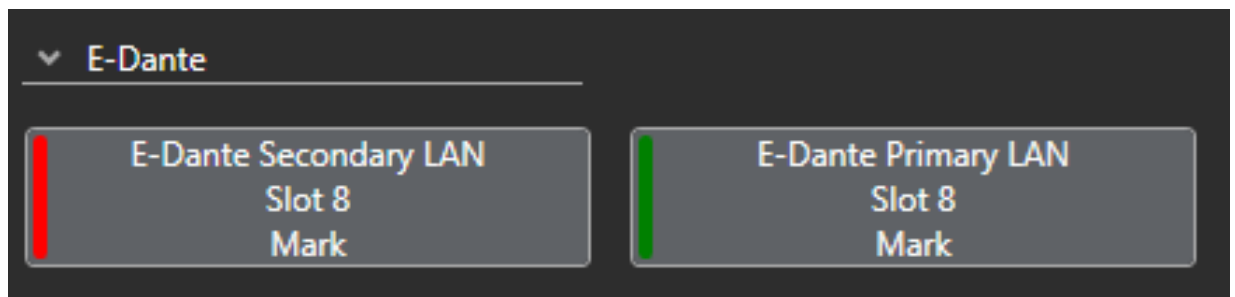 E-Dante
E-Dante Secondary LAN
Slot 8
Mark
E-Dante Primary LAN
Slot 8
Mark